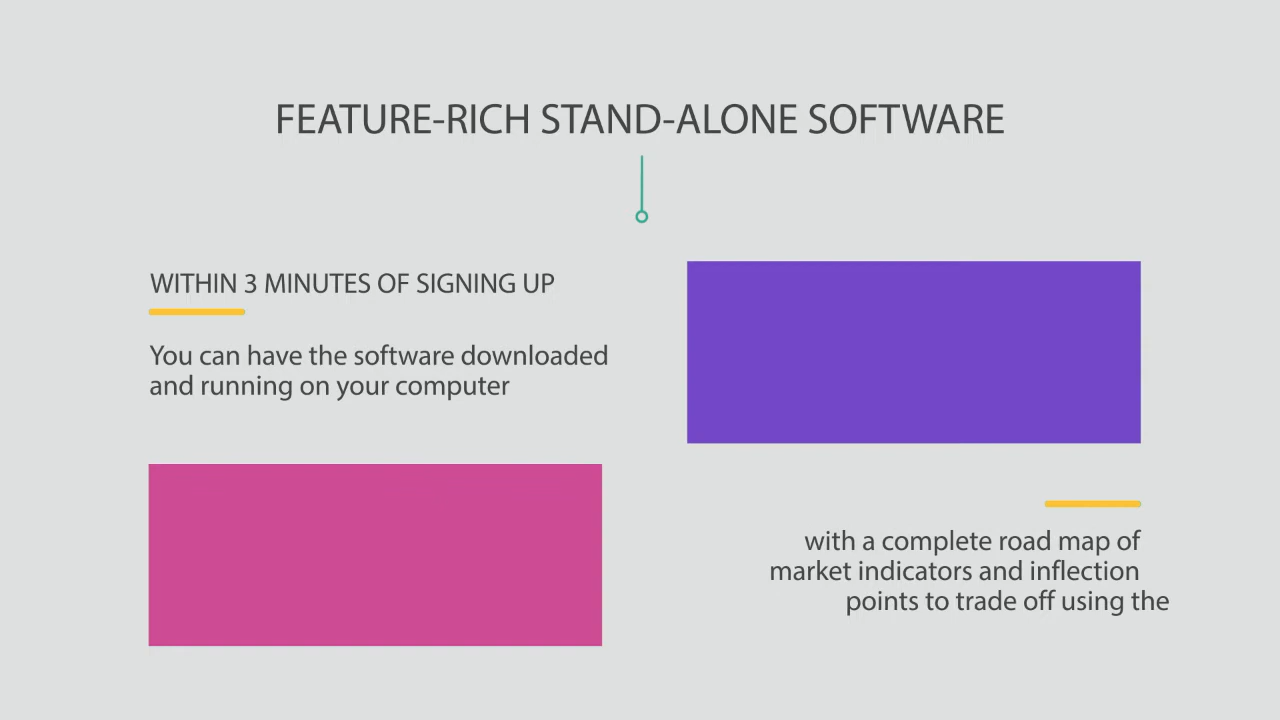 FEATURE-RICH STAND-ALONE SOFTWARE
WITHIN 3 MINUTES OF SIGNING UP
You can have the software downloaded
and running on your computer
with a complete road map of
market indicators and inflection
points to trade off using the